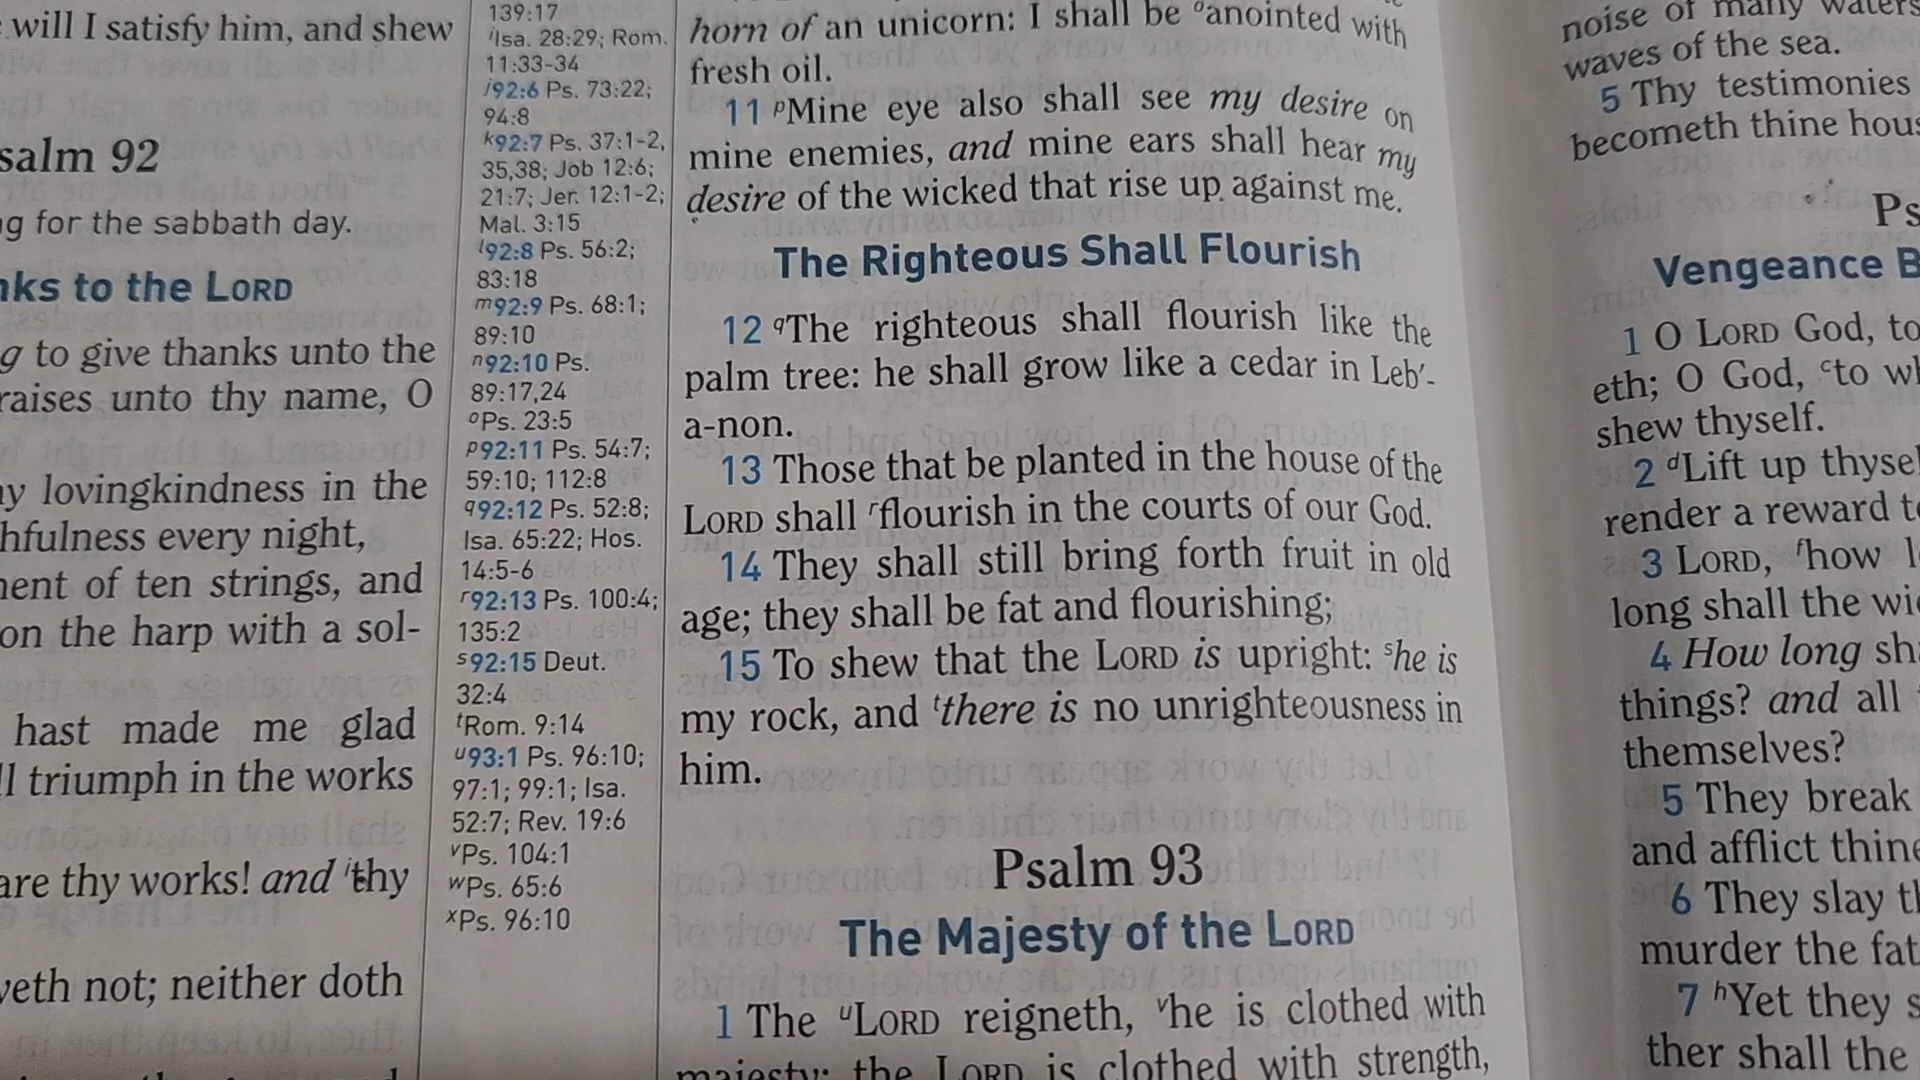 will I satisfy him, and shew
salm 92
for the sabbath day.
to the LORD
to give thanks unto the
raises unto thy name, O
lovingkindness in the
hfulness every night,
ment of ten strings, and
on the harp with a sol-
hast made me glad
triumph in the works
are thy works! and ʲthy
veth not; neither doth
139:17
ⁱIsa. 28:29; Rom.
11:33-34
ʲ92:6 Ps. 73:22;
94:8
ᵏ92:7 Ps. 37:1-2,
35,38; Job 12:6;
21:7; Jer. 12:1-2;
Mal. 3:15
ˡ92:8 Ps. 56:2;
83:18
ᵐ92:9 Ps. 68:1;
89:10
ⁿ92:10 Ps.
89:17,24
ᵒPs. 23:5
ᵖ92:11 Ps. 54:7;
59:10; 112:8
q92:12 Ps. 52:8;
Isa. 65:22; Hos.
14:5-6
ʳ92:13 Ps. 100:4;
135:2
ˢ92:15 Deut.
32:4
ᵗRom. 9:14
ᵘ93:1 Ps. 96:10;
97:1; 99:1; Isa.
52:7; Rev. 19:6
ᵛPs. 104:1
ʷPs. 65:6
ˣPs. 96:10
horn of an unicorn: I shall be ᵒanointed with
fresh oil.
11 ᵖMine eye also shall see my desire on
mine enemies, and mine ears shall hear my
desire of the wicked that rise up against me.
The Righteous Shall Flourish
12 qThe righteous shall flourish like the
palm tree: he shall grow like a cedar in Leb′-
a-non.
13 Those that be planted in the house of the
LORD shall ʳflourish in the courts of our God.
14 They shall still bring forth fruit in old
age; they shall be fat and flourishing;
15 To shew that the LORD is upright: ˢhe is
my rock, and ᵗthere is no unrighteousness in
him.
Psalm 93
The Majesty of the LORD
1 The ᵘLORD reigneth, ᵛhe is clothed with
majesty; the LORD is clothed with strength,
noise of many waters
waves of the sea.
5 Thy testimonies
becometh thine hous
Ps
Vengeance B
1 O LORD God, to
eth; O God, ᶜto wh
shew thyself.
2 ᵈLift up thysel
render a reward to
3 LORD, ᶠhow l
long shall the wic
4 How long sh
things? and all
themselves?
5 They break
and afflict thine
6 They slay th
murder the fat
7 ʰYet they s
ther shall the